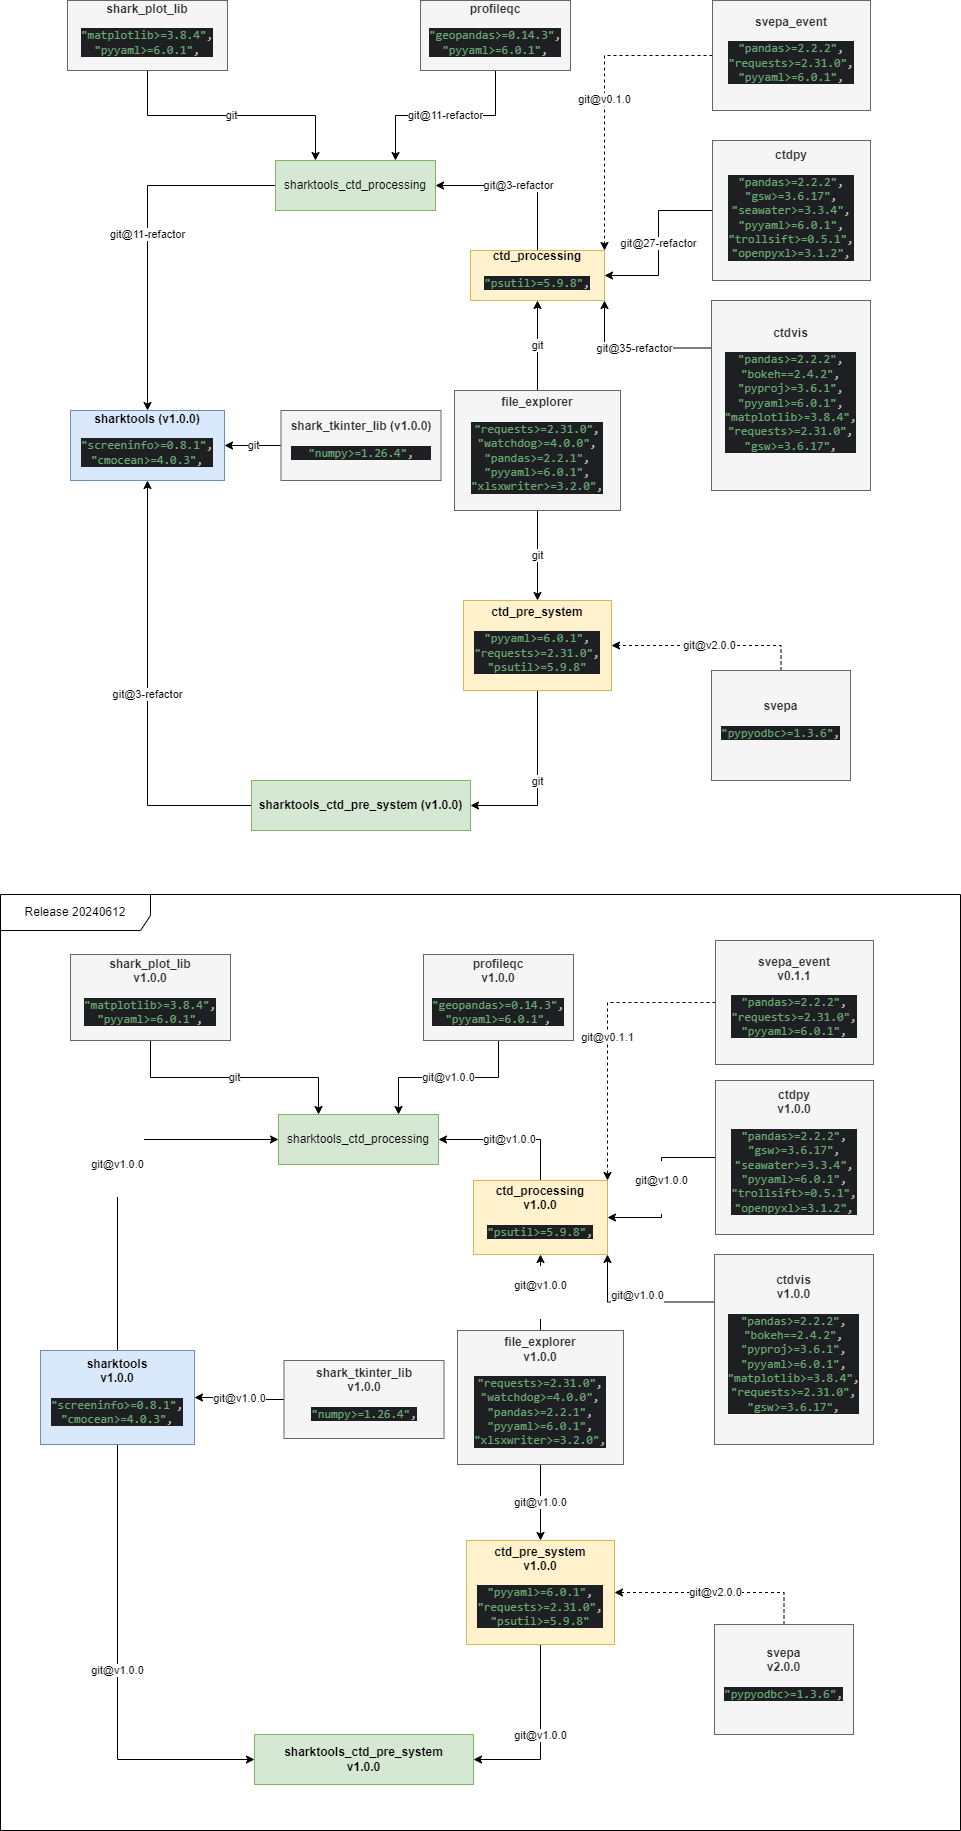 shark_plot_lib
"matplotlib>=3.8.4",
"pyyaml>=6.0.1",
profileqc
"geopandas>=0.14.3",
"pyyaml>=6.0.1",
svepa_event
"pandas>=2.2.2",
"requests>=2.31.0",
"pyyaml>=6.0.1",
git@v0.1.0
git
git@11-refactor
ctdpy
"pandas>=2.2.2",
"gsw>=3.6.17",
"seawater>=3.3.4",
"pyyaml>=6.0.1",
"trollsift>=0.5.1",
"openpyxl>=3.1.2",
sharktools_ctd_processing
git@3-refactor
git@11-refactor
git@27-refactor
ctd_processing
"psutil>=5.9.8",
git
git@35-refactor
ctdvis
"pandas>=2.2.2",
"bokeh==2.4.2",
"pyproj>=3.6.1",
"pyyaml>=6.0.1",
"matplotlib>=3.8.4",
"requests>=2.31.0",
"gsw>=3.6.17",
sharktools (v1.0.0)
"screeninfo>=0.8.1",
"cmocean>=4.0.3",
git
shark_tkinter_lib (v1.0.0)
"numpy>=1.26.4",
file_explorer
"requests>=2.31.0",
"watchdog>=4.0.0",
"pandas>=2.2.1",
"pyyaml>=6.0.1",
"xlsxwriter>=3.2.0",
git
ctd_pre_system
"pyyaml>=6.0.1",
"requests>=2.31.0",
"psutil>=5.9.8"
git@v2.0.0
svepa
"pypyodbc>=1.3.6",
git@3-refactor
git
sharktools_ctd_pre_system (v1.0.0)
Release 20240612
shark_plot_lib
v1.0.0
"matplotlib>=3.8.4",
"pyyaml>=6.0.1",
profileqc
v1.0.0
"geopandas>=0.14.3",
"pyyaml>=6.0.1",
svepa_event
v0.1.1
"pandas>=2.2.2",
"requests>=2.31.0",
"pyyaml>=6.0.1",
git@v0.1.1
git
git@v1.0.0
ctdpy
v1.0.0
"pandas>=2.2.2",
"gsw>=3.6.17",
"seawater>=3.3.4",
"pyyaml>=6.0.1",
"trollsift>=0.5.1",
"openpyxl>=3.1.2",
sharktools_ctd_processing
git@v1.0.0
git@v1.0.0
git@v1.0.0
ctd_processing
v1.0.0
"psutil>=5.9.8",
git@v1.0.0
git@v1.0.0
ctdvis
v1.0.0
"pandas>=2.2.2",
"bokeh==2.4.2",
"pyproj>=3.6.1",
"pyyaml>=6.0.1",
"matplotlib>=3.8.4",
"requests>=2.31.0",
"gsw>=3.6.17",
sharktools
v1.0.0
"screeninfo>=0.8.1",
"cmocean>=4.0.3",
git@v1.0.0
shark_tkinter_lib
v1.0.0
"numpy>=1.26.4",
file_explorer
v1.0.0
"requests>=2.31.0",
"watchdog>=4.0.0",
"pandas>=2.2.1",
"pyyaml>=6.0.1",
"xlsxwriter>=3.2.0",
git@v1.0.0
ctd_pre_system
v1.0.0
"pyyaml>=6.0.1",
"requests>=2.31.0",
"psutil>=5.9.8"
git@v2.0.0
svepa
v2.0.0
"pypyodbc>=1.3.6",
git@v1.0.0
git@v1.0.0
sharktools_ctd_pre_system
v1.0.0